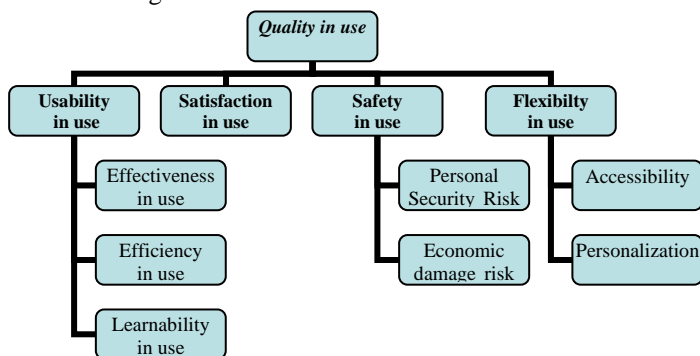 Quality in use
Usability
in use
Satisfaction
in use
Safety
in use
Flexibilty
in use
Effectiveness
in use
Personal
Security Risk
Accessibility
Efficiency
in use
Economic
damage risk
Personalization
Learnability
in use